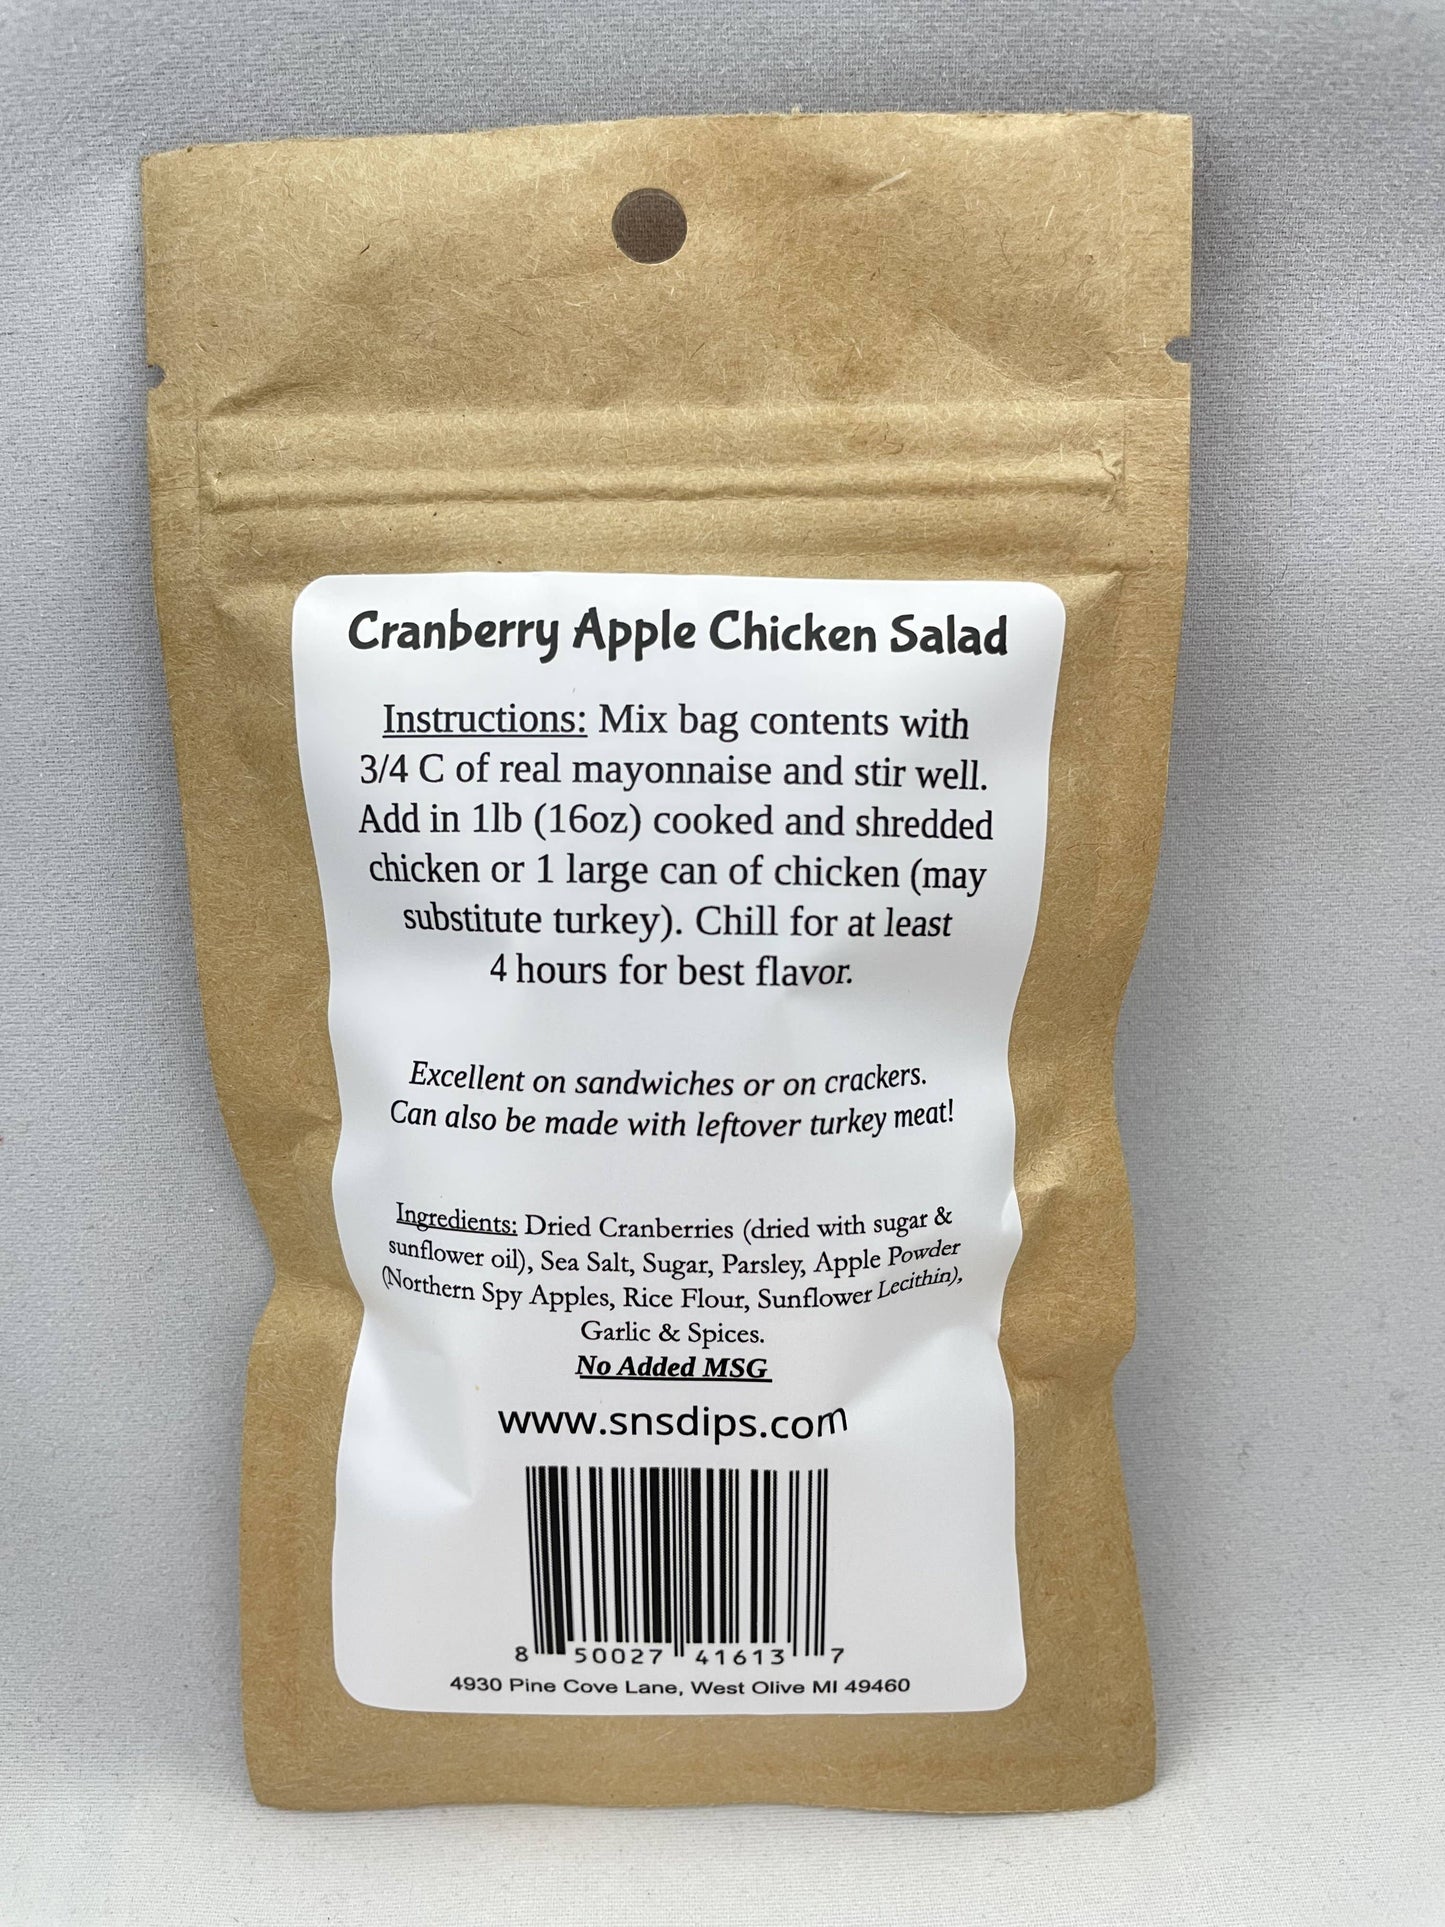 Cranberry Apple Chicken Salad
Instructions: Mix bag contents with
3/4 C of real mayonnaise and stir well.
Add in 1lb (16oz) cooked and shredded
chicken or 1 large can of chicken (may
substitute turkey). Chill for at least
4 hours for best flavor.
Excellent on sandwiches or on crackers.
Can also be made with leftover turkey meat!
Ingredients: Dried Cranberries (dried with sugar &
sunflower oil), Sea Salt, Sugar, Parsley, Apple Powder
(Northern Spy Apples, Rice Flour, Sunflower Lecithin),
Garlic & Spices.
No Added MSG
www.snsdips.com
8 50027 41613 7
4930 Pine Cove Lane, West Olive MI 49460